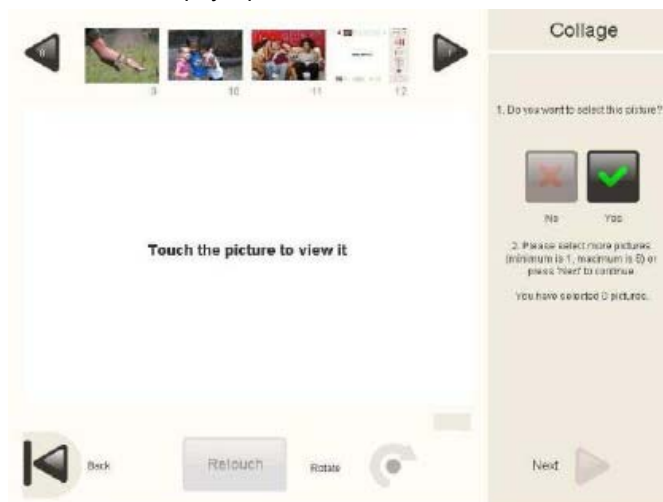 Collage
8
9 10 11 12
1. Do you want to select this picture?
No Yes
Touch the picture to view it
2. Please select more pictures
(minimum is 1, maximum is 6) or
press 'Next' to continue
You have selected 0 pictures.
Back
Retouch
Rotate
Next